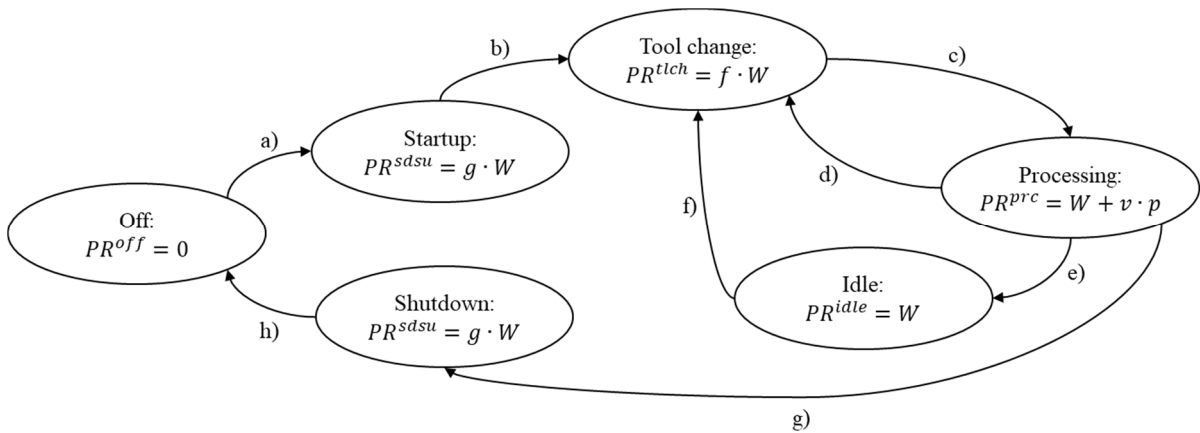 b)
Tool change:
PR^{tlch} = f · W
c)
a)
Startup:
PR^{sdsu} = g · W
d)
Processing:
PR^{prc} = W + v · p
f)
Off:
PR^{off} = 0
e)
Idle:
PR^{idle} = W
Shutdown:
PR^{sdsu} = g · W
h)
g)